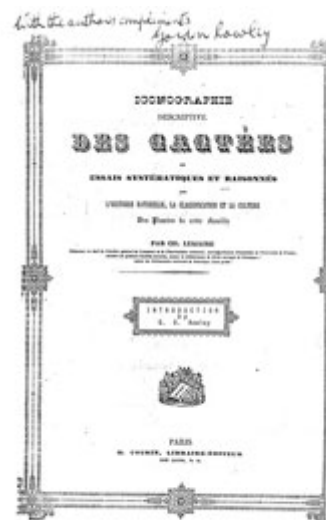 With the author's compliments
Gordon Rowley
ICONOGRAPHIE
DESCRIPTIVE
DES CACTÉES
OU
ESSAIS SYSTÉMATIQUES ET RAISONNÉS
SUR
L'HISTOIRE NATURELLE, LA CLASSIFICATION ET LA CULTURE
Des Plantes de cette famille
PAR CH. LEMAIRE
INTRODUCTION
by
G. D. Rowley
PARIS
H. COUSIN, LIBRAIRE-ÉDITEUR